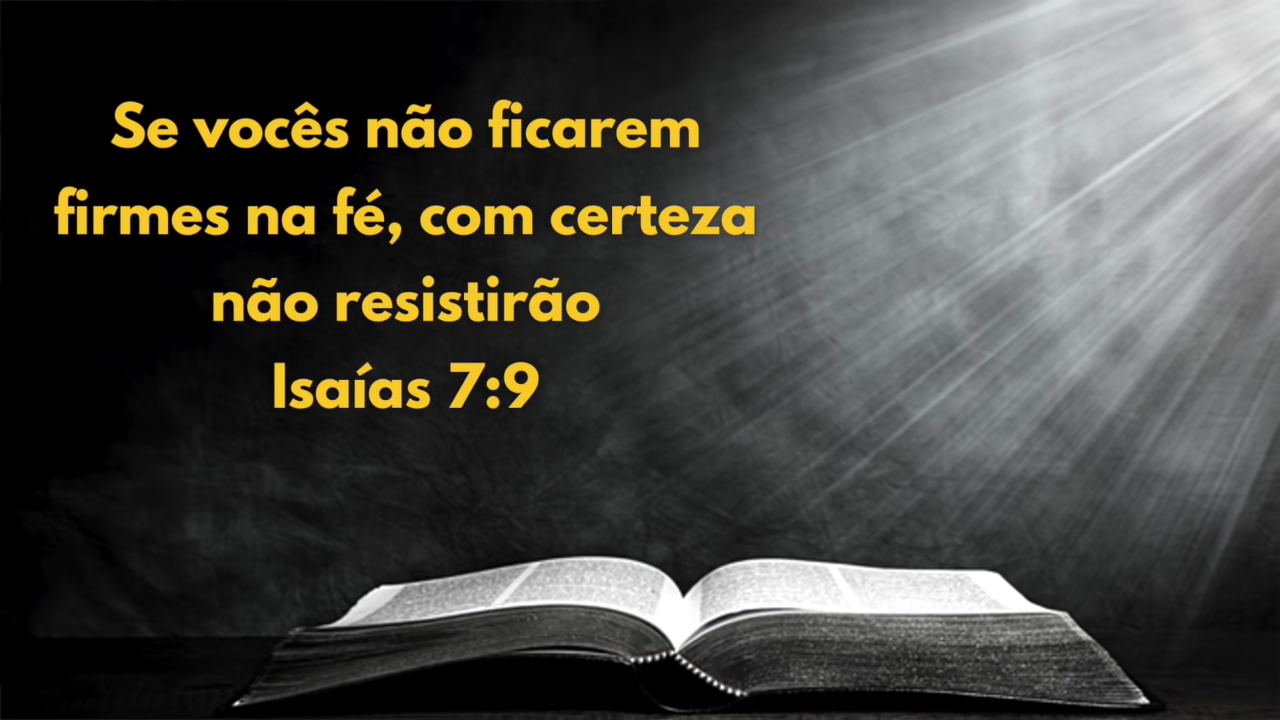 Se vocês não ficarem
firmes na fé, com certeza
não resistirão
Isaías 7:9